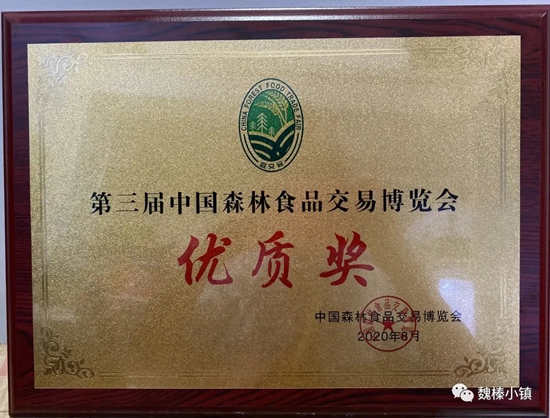 CHINA FOREST FOOD TRADE FAIR
第三届中国森林食品交易博览会
优质奖
中国森林食品交易博览会
2020年8月
魏榛小镇